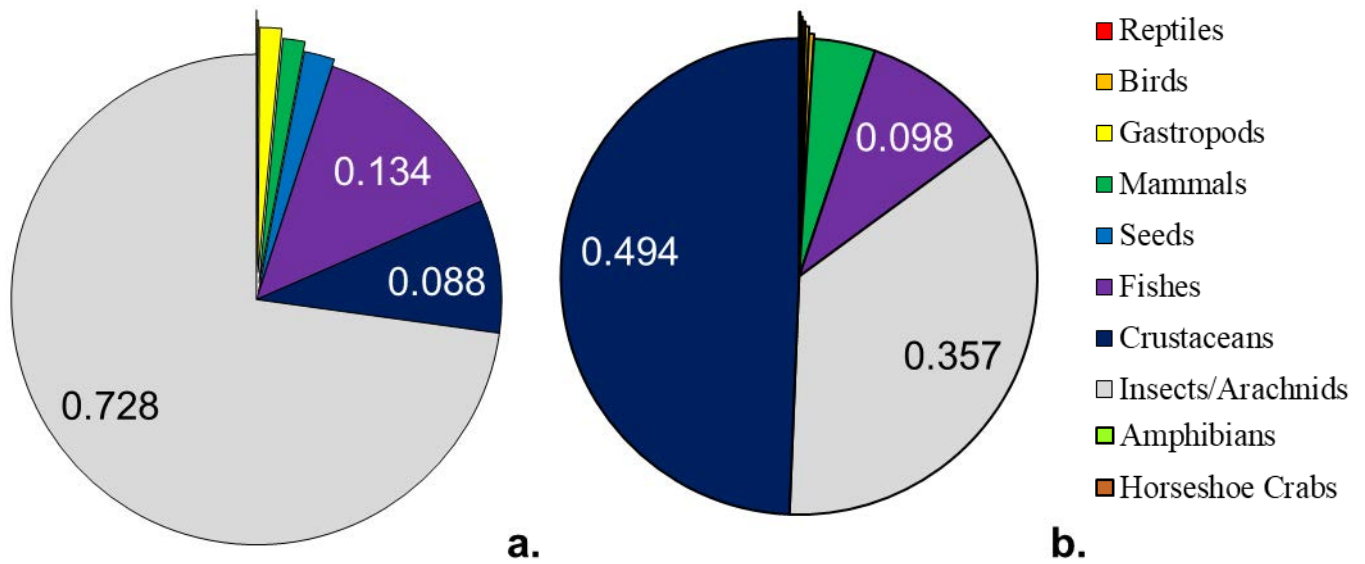 0.134
0.088
0.728
a.
0.098
0.494
0.357
b.
Reptiles
Birds
Gastropods
Mammals
Seeds
Fishes
Crustaceans
Insects/Arachnids
Amphibians
Horseshoe Crabs